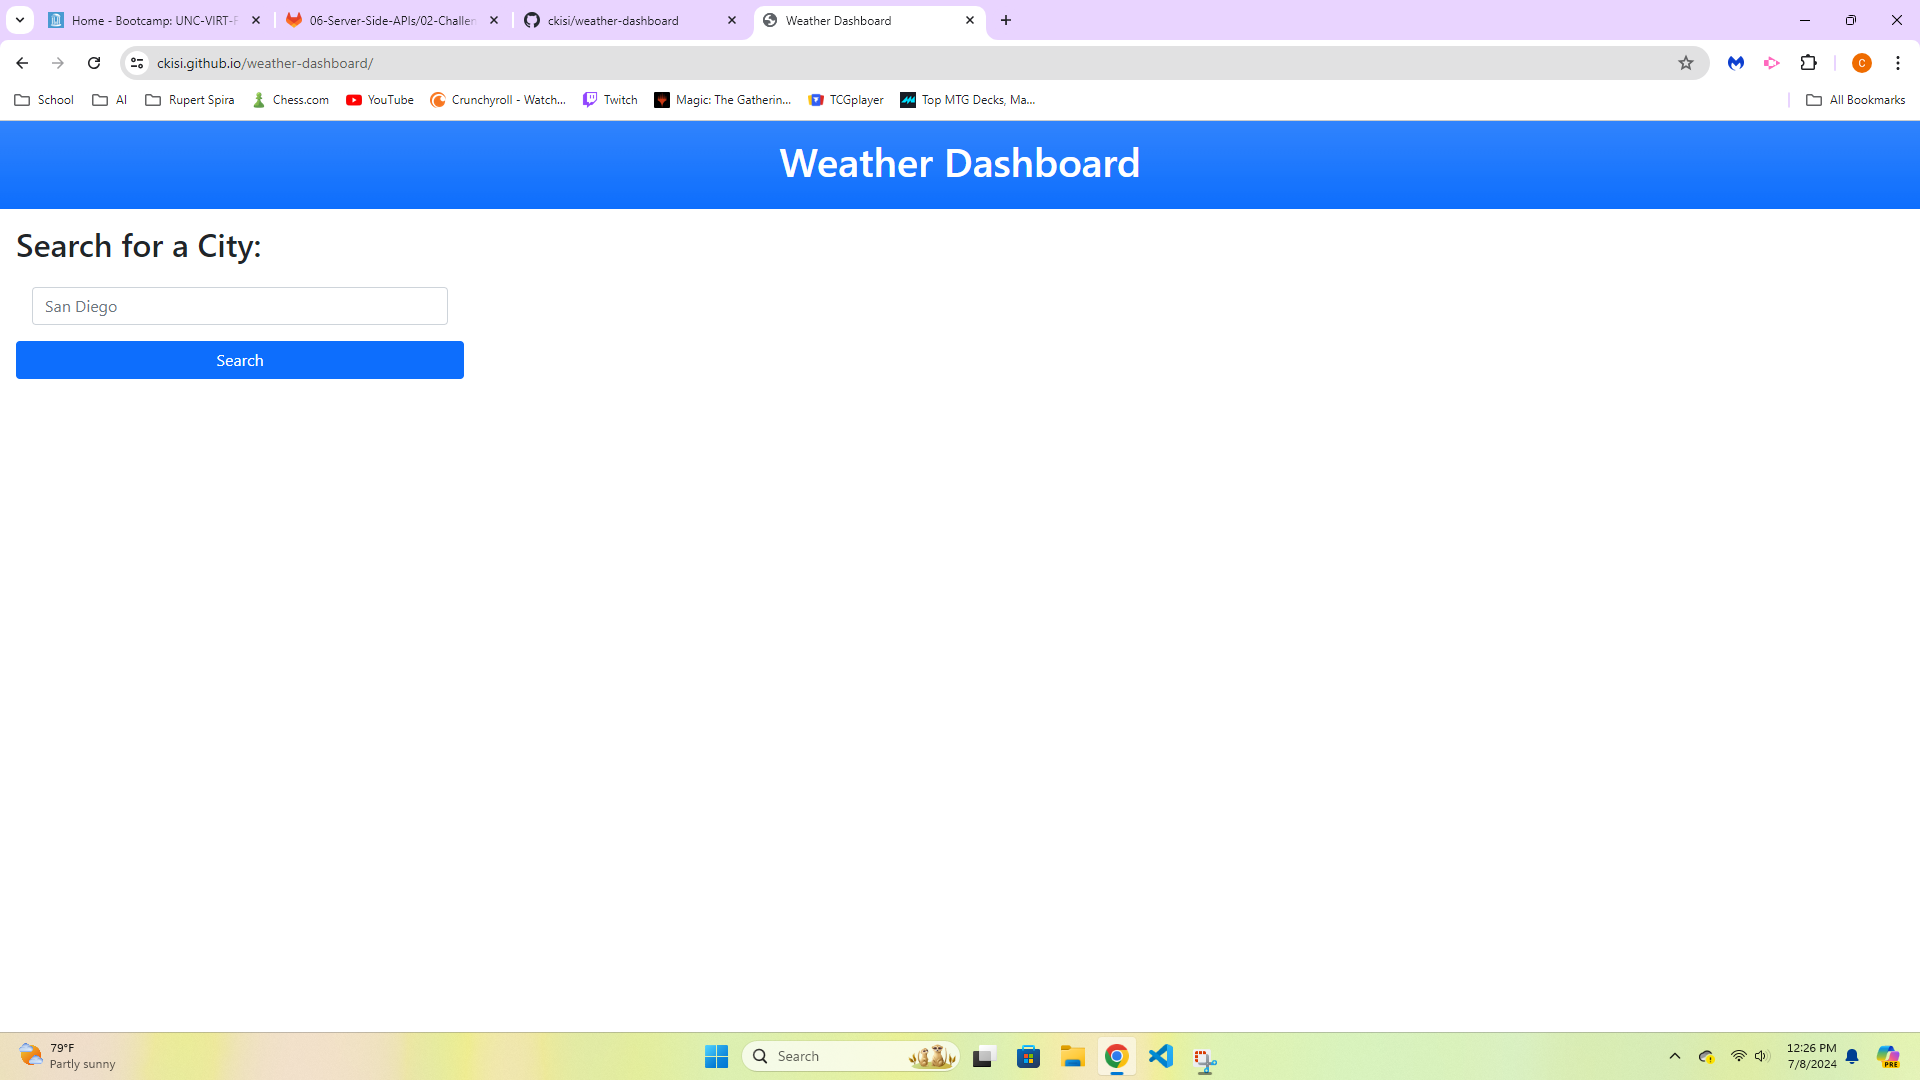 Home - Bootcamp: UNC-VIRT-F
06-Server-Side-APIs/02-Challen
ckisi/weather-dashboard
Weather Dashboard
ckisi.github.io/weather-dashboard/
C
School
AI
Rupert Spira
Chess.com
YouTube
Crunchyroll - Watch...
Twitch
Magic: The Gatherin...
TCGplayer
Top MTG Decks, Ma...
All Bookmarks
Weather Dashboard
Search for a City:
San Diego
Search
79°F
Partly sunny
Search
12:26 PM
7/8/2024
PRE